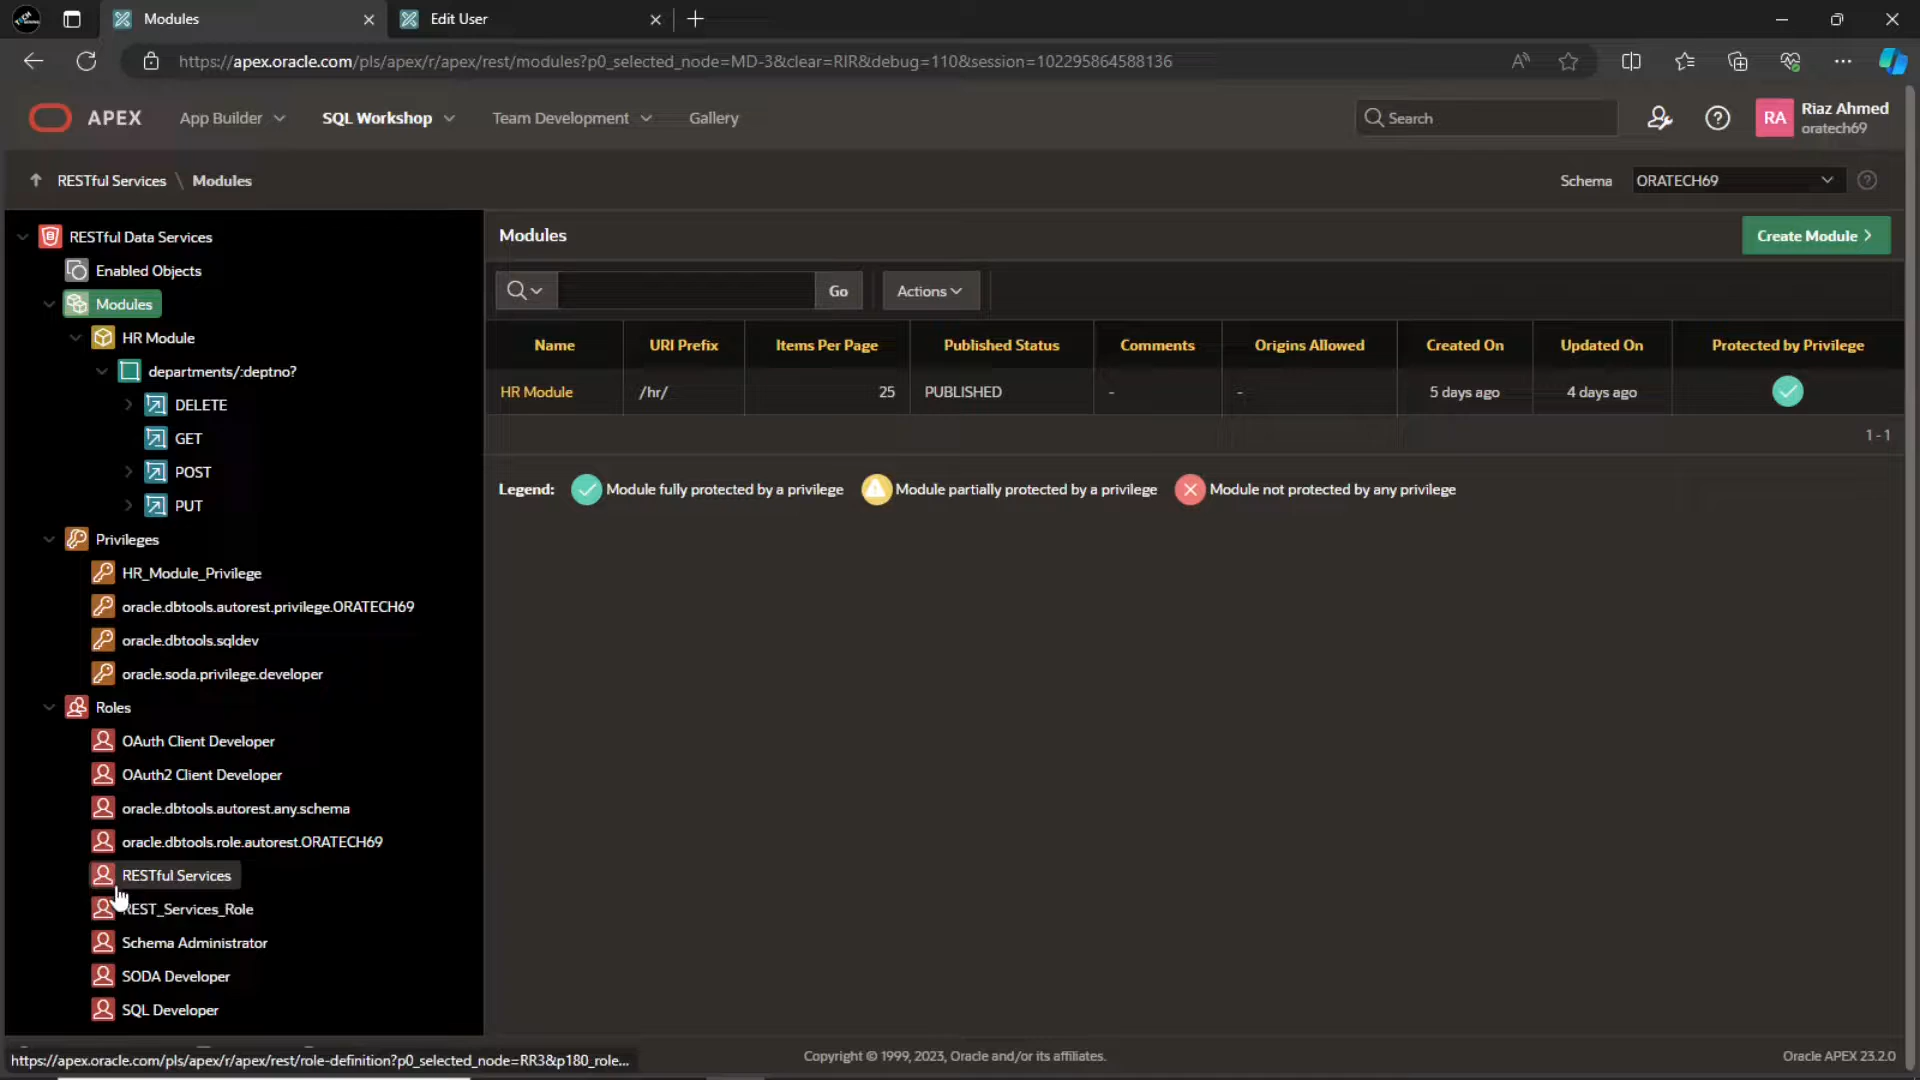 Modules
Edit User
https://apex.oracle.com/pls/apex/r/apex/rest/modules?p0_selected_node=MD-3&clear=RIR&debug=110&session=102295864588136
APEX
App Builder
SQL Workshop
Team Development
Gallery
Search
RA
Riaz Ahmed
oratech69
RESTful Services \ Modules
Schema
ORATECH69
RESTful Data Services
Enabled Objects
Modules
HR Module
departments/:deptno?
DELETE
GET
POST
PUT
Privileges
HR_Module_Privilege
oracle.dbtools.autorest.privilege.ORATECH69
oracle.dbtools.sqldev
oracle.soda.privilege.developer
Roles
OAuth Client Developer
OAuth2 Client Developer
oracle.dbtools.autorest.any.schema
oracle.dbtools.role.autorest.ORATECH69
RESTful Services
REST_Services_Role
Schema Administrator
SODA Developer
SQL Developer
Modules
Create Module
Go
Actions
Name URI Prefix Items Per Page Published Status Comments Origins Allowed Created On Updated On Protected by Privilege
HR Module /hr/ 25 PUBLISHED - - 5 days ago 4 days ago
1 - 1
Legend: Module fully protected by a privilege Module partially protected by a privilege Module not protected by any privilege
https://apex.oracle.com/pls/apex/r/apex/rest/role-definition?p0_selected_node=RR3&p180_role...
Copyright © 1999, 2023, Oracle and/or its affiliates.
Oracle APEX 23.2.0